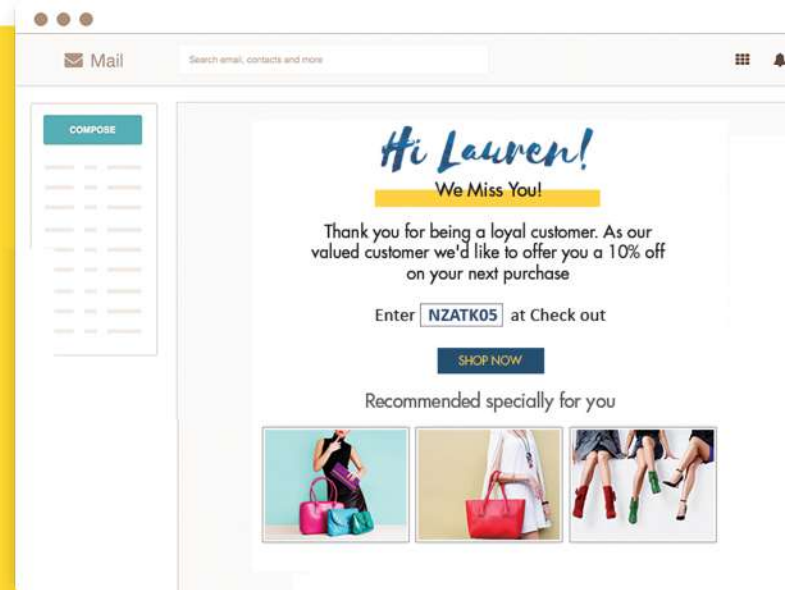 Mail
Search email, contacts and more
COMPOSE
Hi Lauren!
We Miss You!
Thank you for being a loyal customer. As our
valued customer we'd like to offer you a 10% off
on your next purchase
Enter NZATK05 at Check out
SHOP NOW
Recommended specially for you